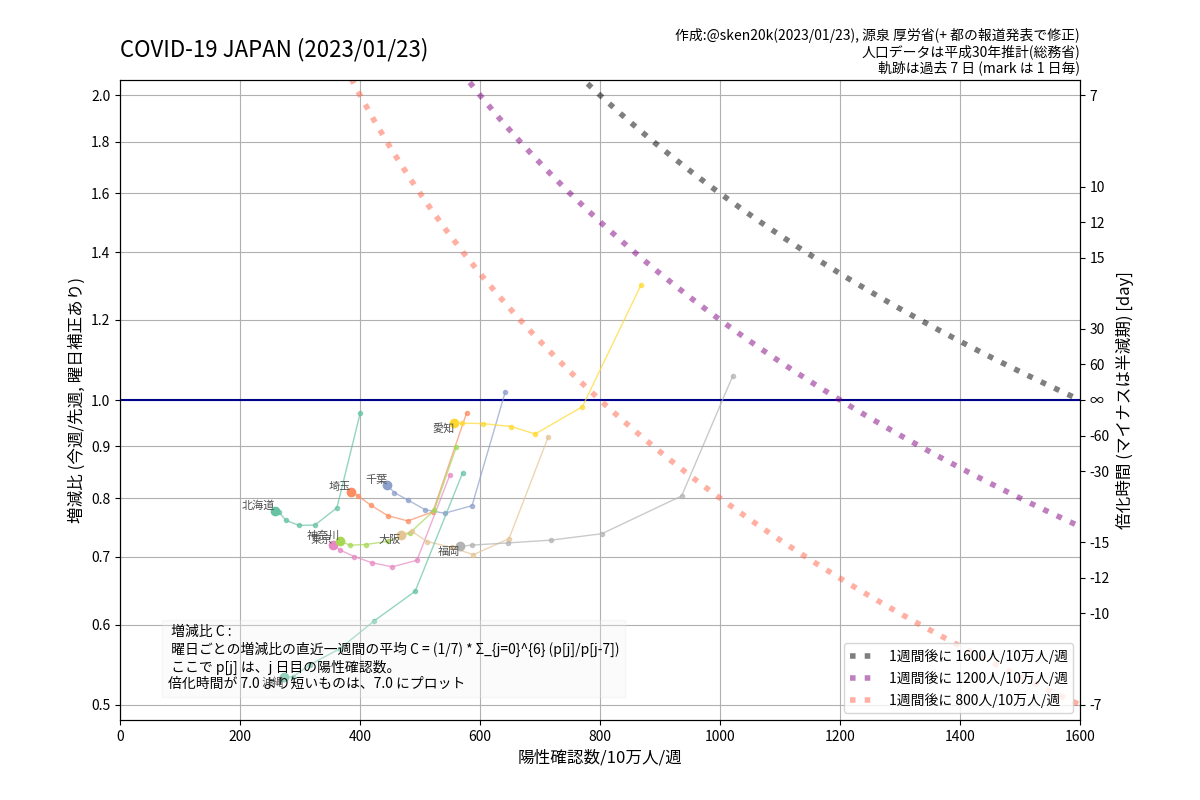 COVID-19 JAPAN (2023/01/23)
作成:@sken20k(2023/01/23), 源泉 厚労省(+ 都の報道発表で修正)
人口データは平成30年推計(総務省)
軌跡は過去 7 日 (mark は 1 日毎)
増減比 (今週/先週, 曜日補正あり)
2.0
1.8
1.6
1.4
1.2
1.0
0.9
0.8
0.7
0.6
0.5
7
10
12
15
30
60
∞
-60
-30
-15
-12
-10
-7
倍化時間 (マイナスは半減期) [day]
愛知
千葉
埼玉
北海道
神奈川
東京
大阪
福岡
沖縄
増減比 C :
曜日ごとの増減比の直近一週間の平均 C = (1/7) * Σ_{j=0}^{6} (p[j]/p[j-7])
ここで p[j] は、j 日目の陽性確認数。
倍化時間が 7.0 より短いものは、7.0 にプロット
1週間後に 1600人/10万人/週
1週間後に 1200人/10万人/週
1週間後に 800人/10万人/週
0 200 400 600 800 1000 1200 1400 1600
陽性確認数/10万人/週